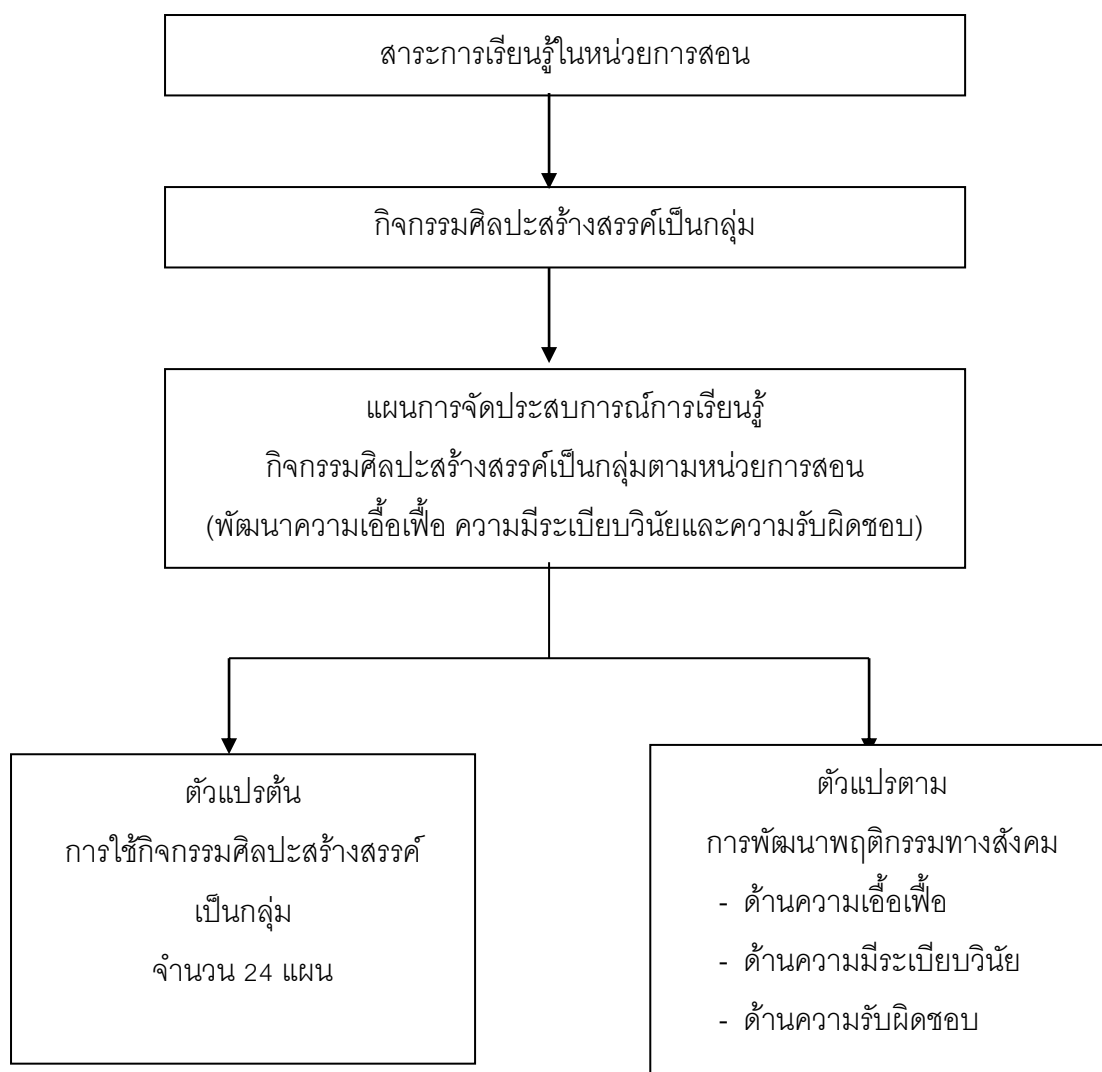 สาระการเรียนรู้ในหน่วยการสอน
กิจกรรมศิลปะสร้างสรรค์เป็นกลุ่ม
แผนการจัดประสบการณ์การเรียนรู้
กิจกรรมศิลปะสร้างสรรค์เป็นกลุ่มตามหน่วยการสอน
(พัฒนาความเอื้อเฟื้อ ความมีระเบียบวินัยและความรับผิดชอบ)
ตัวแปรต้น
การใช้กิจกรรมศิลปะสร้างสรรค์
เป็นกลุ่ม
จำนวน 24 แผน
ตัวแปรตาม
การพัฒนาพฤติกรรมทางสังคม
- ด้านความเอื้อเฟื้อ
- ด้านความมีระเบียบวินัย
- ด้านความรับผิดชอบ